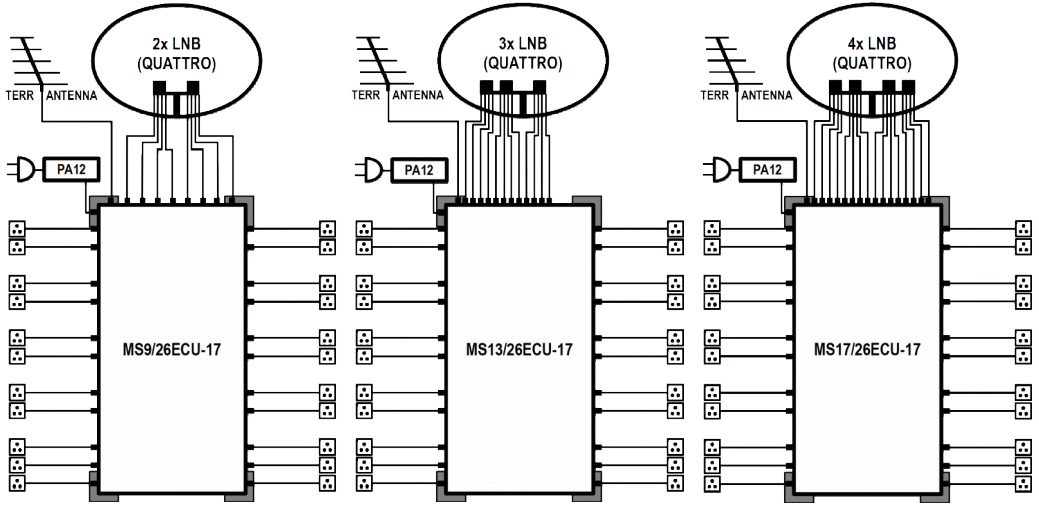 2x LNB
(QUATTRO)
TERR ANTENNA
PA12
MS9/26ECU-17
3x LNB
(QUATTRO)
TERR ANTENNA
PA12
MS13/26ECU-17
4x LNB
(QUATTRO)
TERR ANTENNA
PA12
MS17/26ECU-17